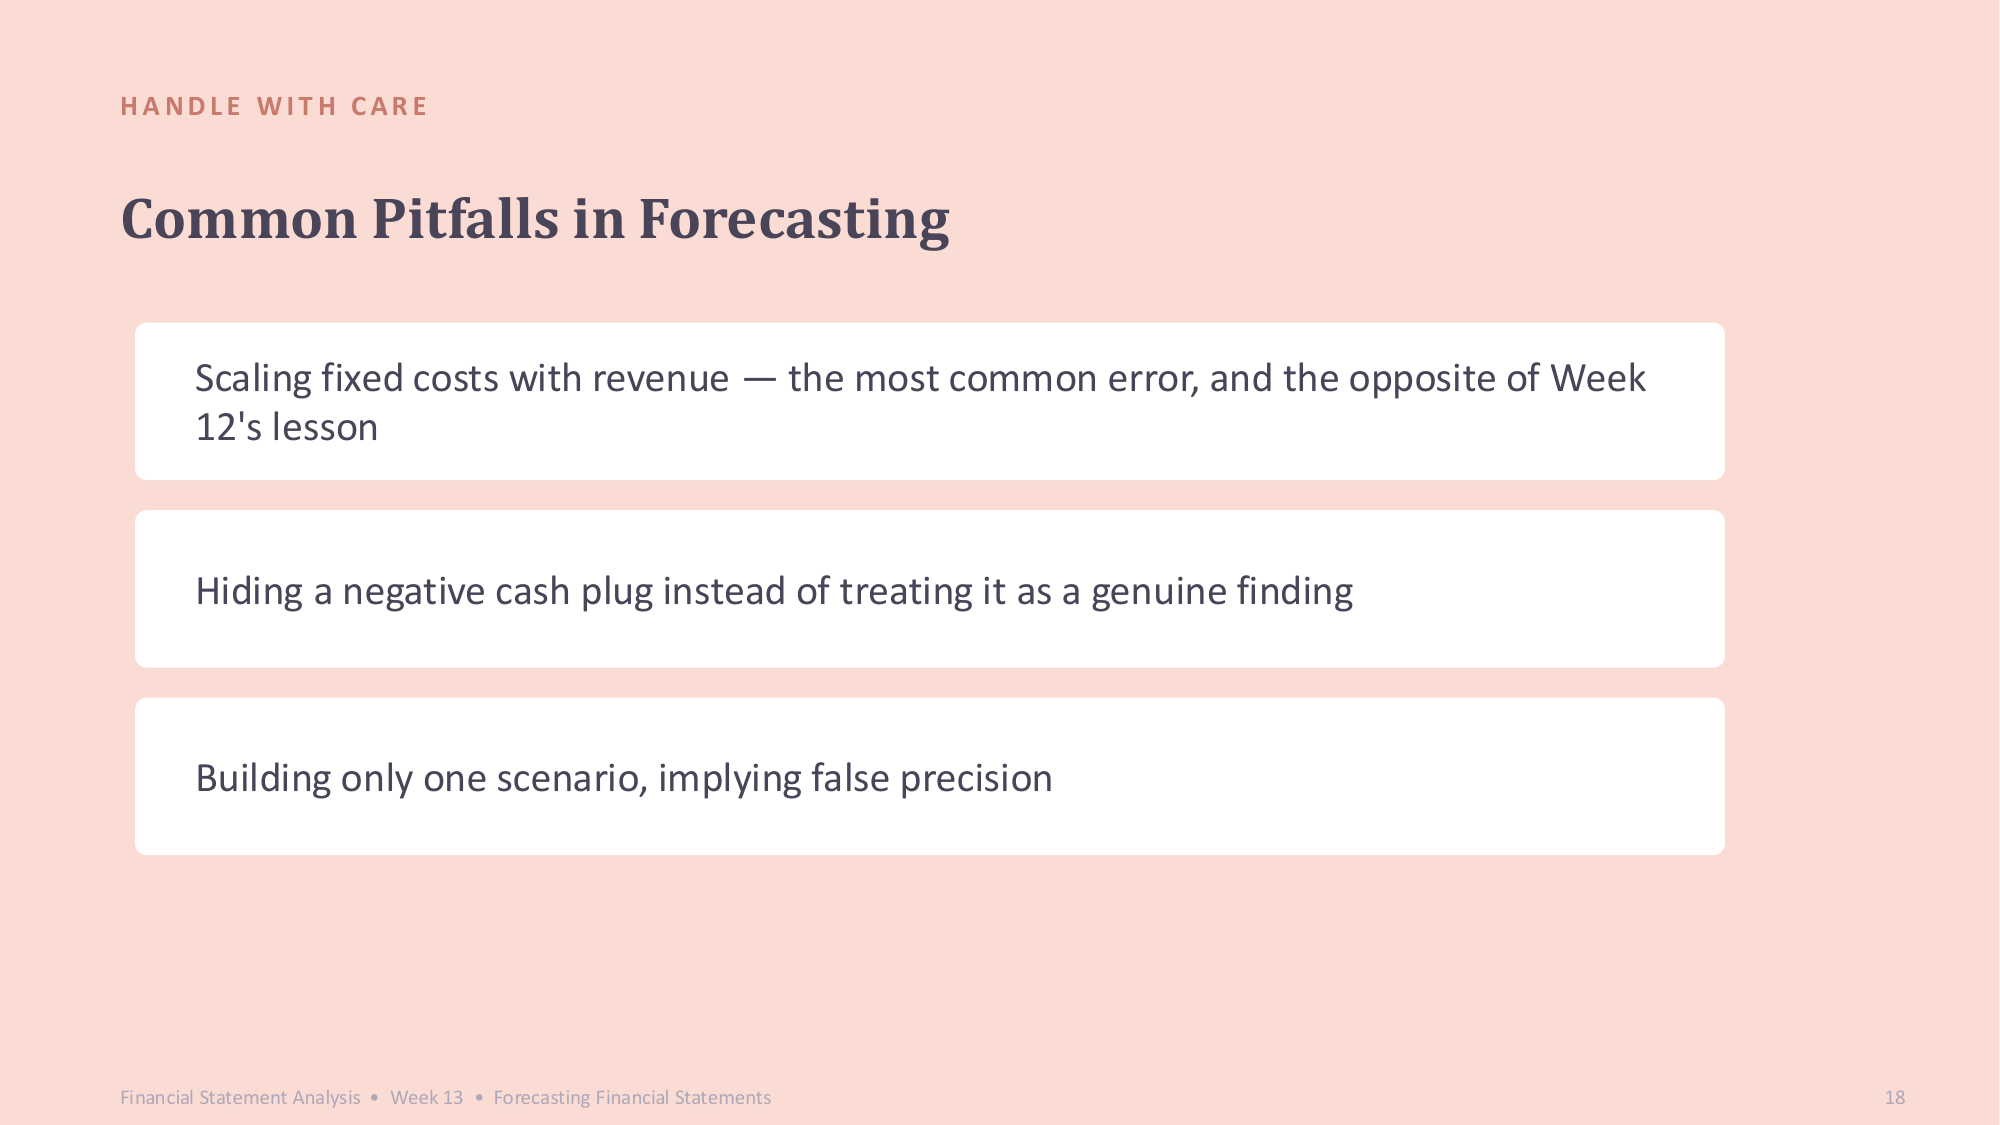 HANDLE WITH CARE
Common Pitfalls in Forecasting
Scaling fixed costs with revenue — the most common error, and the opposite of Week
12's lesson
Hiding a negative cash plug instead of treating it as a genuine finding
Building only one scenario, implying false precision
Financial Statement Analysis • Week 13 • Forecasting Financial Statements
18